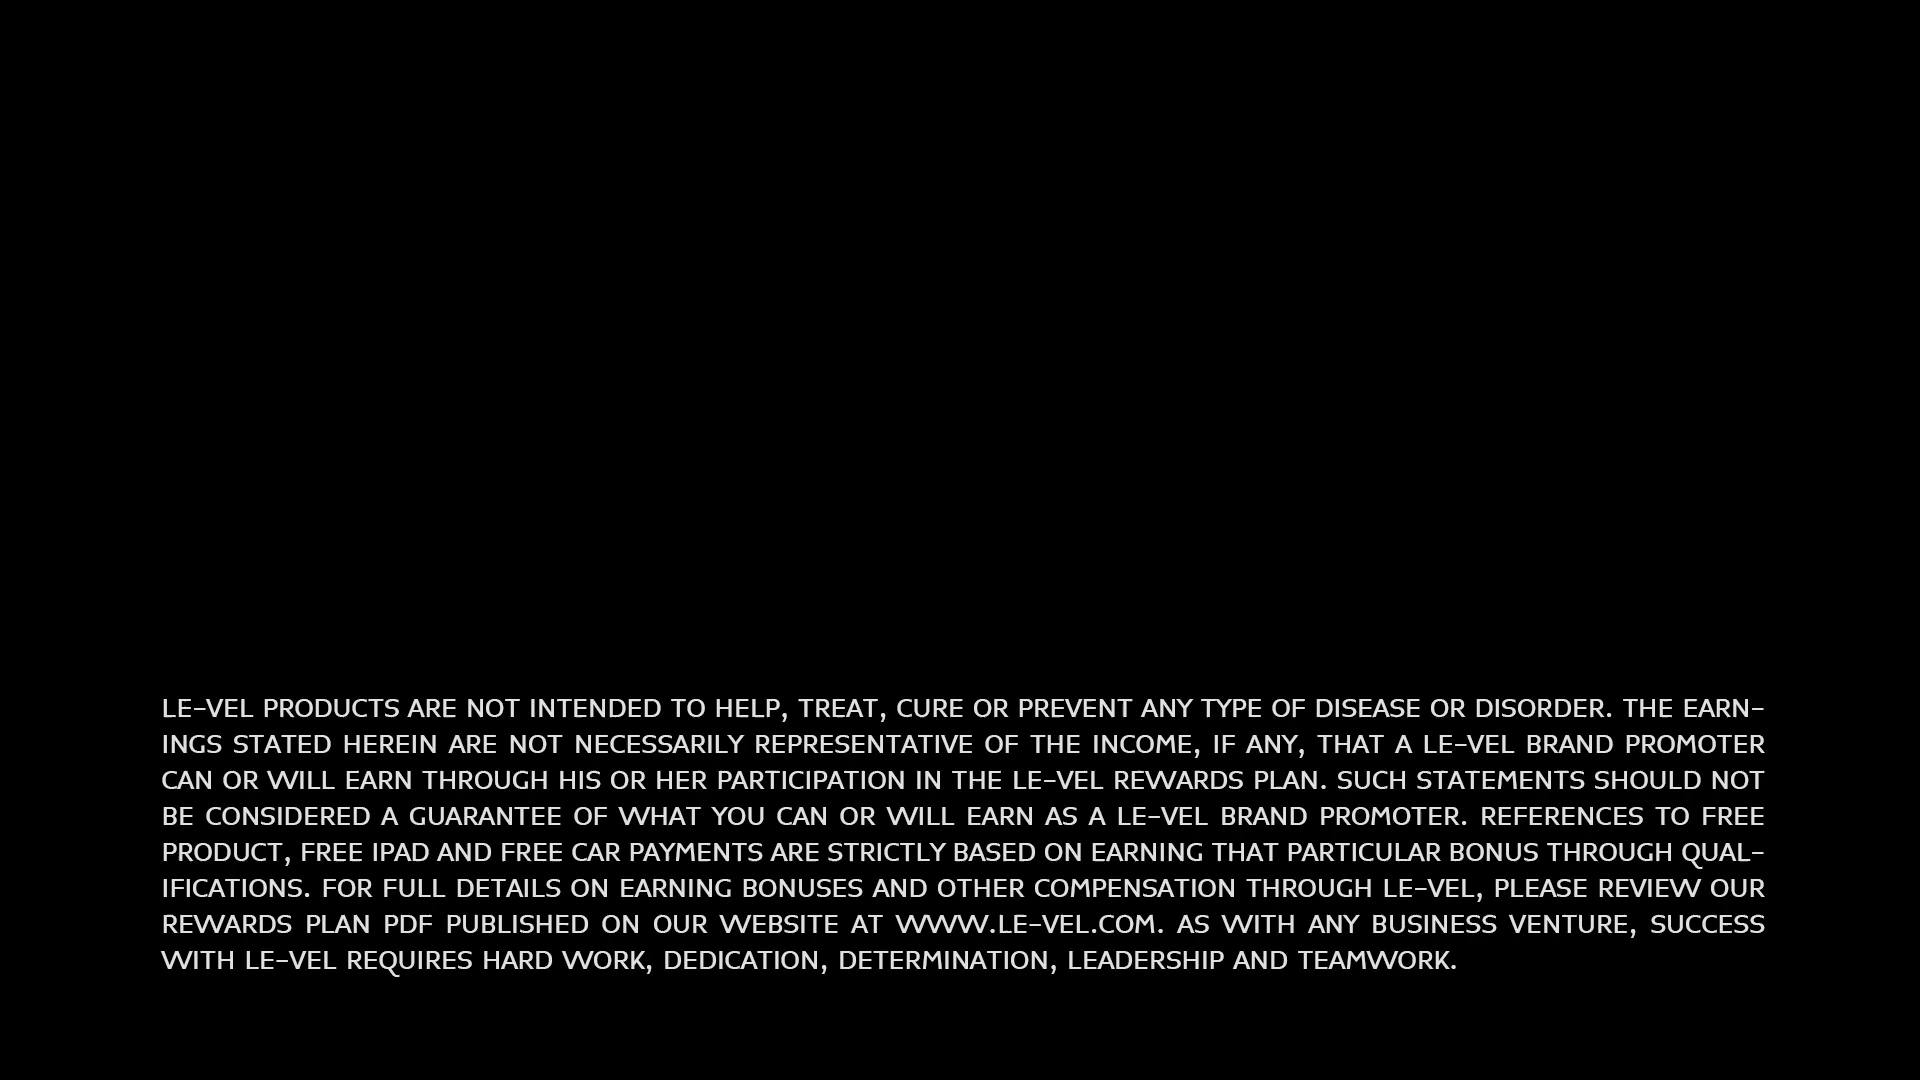 LE-VEL PRODUCTS ARE NOT INTENDED TO HELP, TREAT, CURE OR PREVENT ANY TYPE OF DISEASE OR DISORDER. THE EARN-
INGS STATED HEREIN ARE NOT NECESSARILY REPRESENTATIVE OF THE INCOME, IF ANY, THAT A LE-VEL BRAND PROMOTER
CAN OR WILL EARN THROUGH HIS OR HER PARTICIPATION IN THE LE-VEL REWARDS PLAN. SUCH STATEMENTS SHOULD NOT
BE CONSIDERED A GUARANTEE OF WHAT YOU CAN OR WILL EARN AS A LE-VEL BRAND PROMOTER. REFERENCES TO FREE
PRODUCT, FREE IPAD AND FREE CAR PAYMENTS ARE STRICTLY BASED ON EARNING THAT PARTICULAR BONUS THROUGH QUAL-
IFICATIONS. FOR FULL DETAILS ON EARNING BONUSES AND OTHER COMPENSATION THROUGH LE-VEL, PLEASE REVIEW OUR
REWARDS PLAN PDF PUBLISHED ON OUR WEBSITE AT WWW.LE-VEL.COM. AS WITH ANY BUSINESS VENTURE, SUCCESS
WITH LE-VEL REQUIRES HARD WORK, DEDICATION, DETERMINATION, LEADERSHIP AND TEAMWORK.